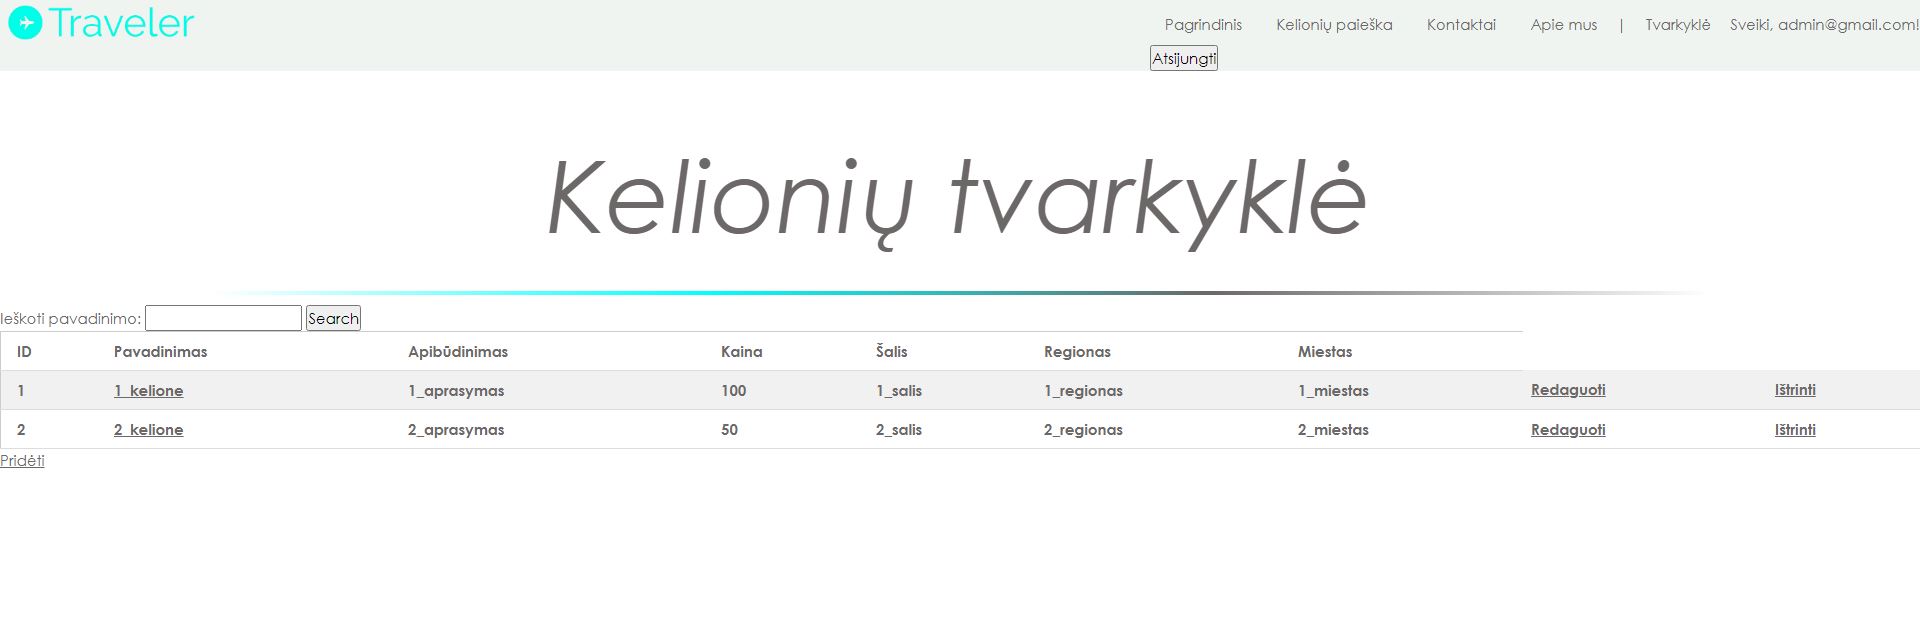 Traveler
Pagrindinis Kelionių paieška Kontaktai Apie mus | Tvarkyklė Sveiki, admin@gmail.com!
Atsijungti
Kelionių tvarkyklė
Ieškoti pavadinimo: Search
ID Pavadinimas Apibūdinimas Kaina Šalis Regionas Miestas
1 1_kelione 1_aprasymas 100 1_salis 1_regionas 1_miestas Redaguoti Ištrinti
2 2_kelione 2_aprasymas 50 2_salis 2_regionas 2_miestas Redaguoti Ištrinti
Pridėti